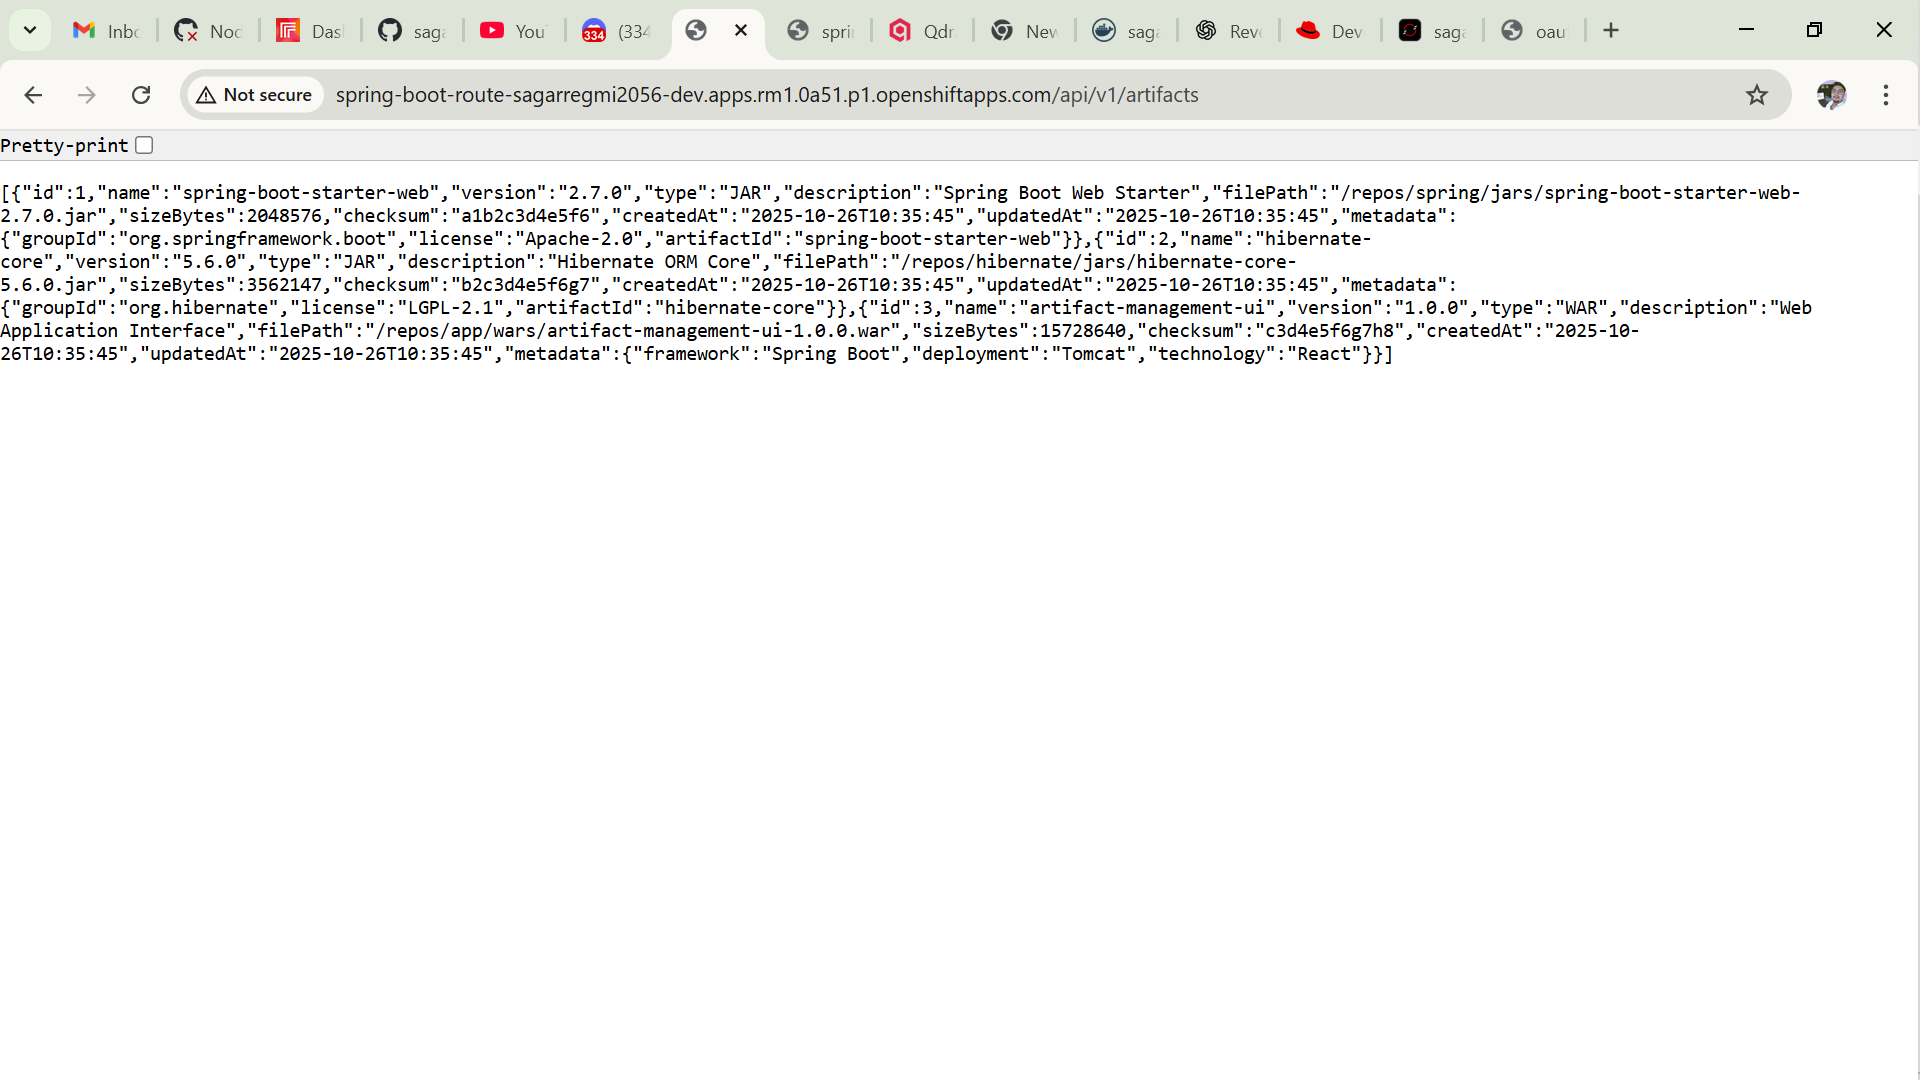 Inbo Noc Das saga You (334 sprin Qdr New saga Reve Dev saga oau
Not secure spring-boot-route-sagarregmi2056-dev.apps.rm1.0a51.p1.openshiftapps.com/api/v1/artifacts
Pretty-print
[{"id":1,"name":"spring-boot-starter-web","version":"2.7.0","type":"JAR","description":"Spring Boot Web Starter","filePath":"/repos/spring/jars/spring-boot-starter-web-
2.7.0.jar","sizeBytes":2048576,"checksum":"a1b2c3d4e5f6","createdAt":"2025-10-26T10:35:45","updatedAt":"2025-10-26T10:35:45","metadata":
{"groupId":"org.springframework.boot","license":"Apache-2.0","artifactId":"spring-boot-starter-web"}},{"id":2,"name":"hibernate-
core","version":"5.6.0","type":"JAR","description":"Hibernate ORM Core","filePath":"/repos/hibernate/jars/hibernate-core-
5.6.0.jar","sizeBytes":3562147,"checksum":"b2c3d4e5f6g7","createdAt":"2025-10-26T10:35:45","updatedAt":"2025-10-26T10:35:45","metadata":
{"groupId":"org.hibernate","license":"LGPL-2.1","artifactId":"hibernate-core"}},{"id":3,"name":"artifact-management-ui","version":"1.0.0","type":"WAR","description":"Web
Application Interface","filePath":"/repos/app/wars/artifact-management-ui-1.0.0.war","sizeBytes":15728640,"checksum":"c3d4e5f6g7h8","createdAt":"2025-10-
26T10:35:45","updatedAt":"2025-10-26T10:35:45","metadata":{"framework":"Spring Boot","deployment":"Tomcat","technology":"React"}}]